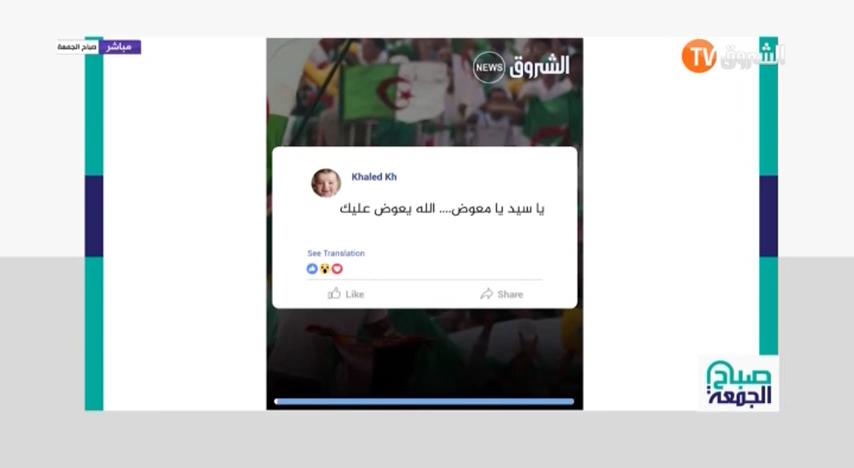 صباح الجمعة مباشر
TV الشروق
NEWS الشروق
Khaled Kh
يا سيد يا معوض.... الله يعوض عليك
See Translation
Like Share
صباح
الجمعة